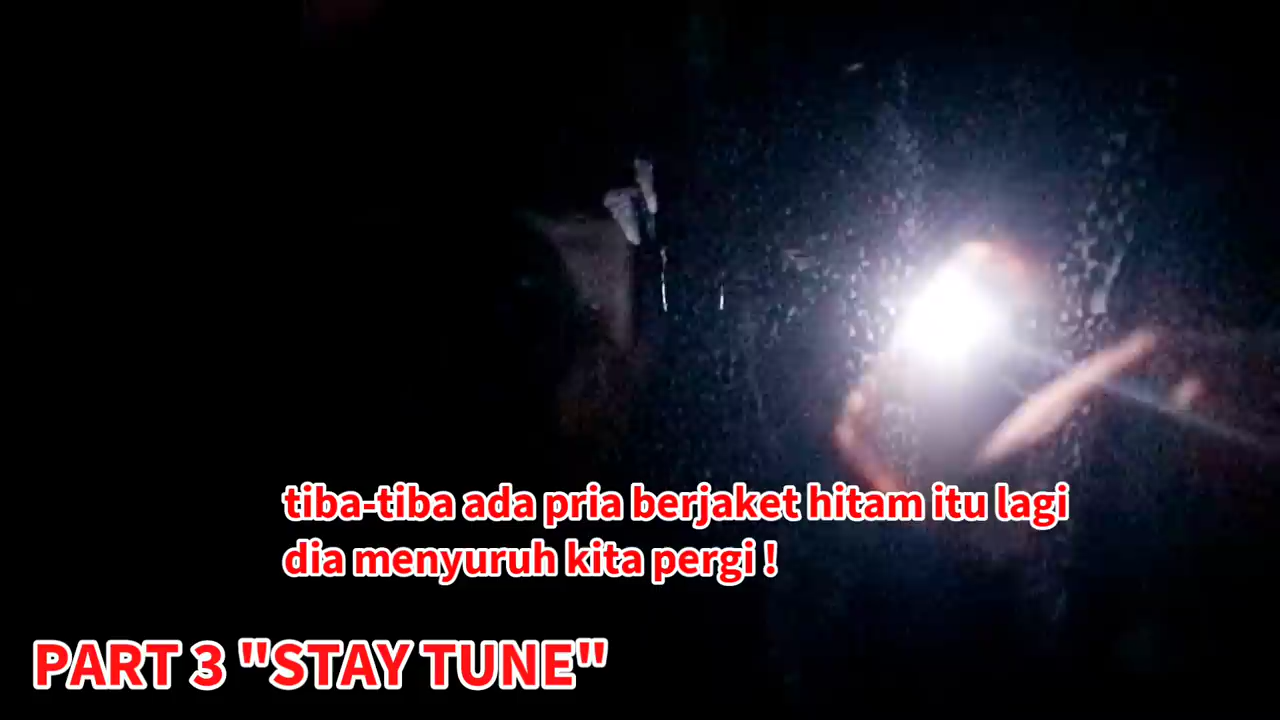 tiba-tiba ada pria berjaket hitam itu lagi
dia menyuruh kita pergi !
PART 3 "STAY TUNE"